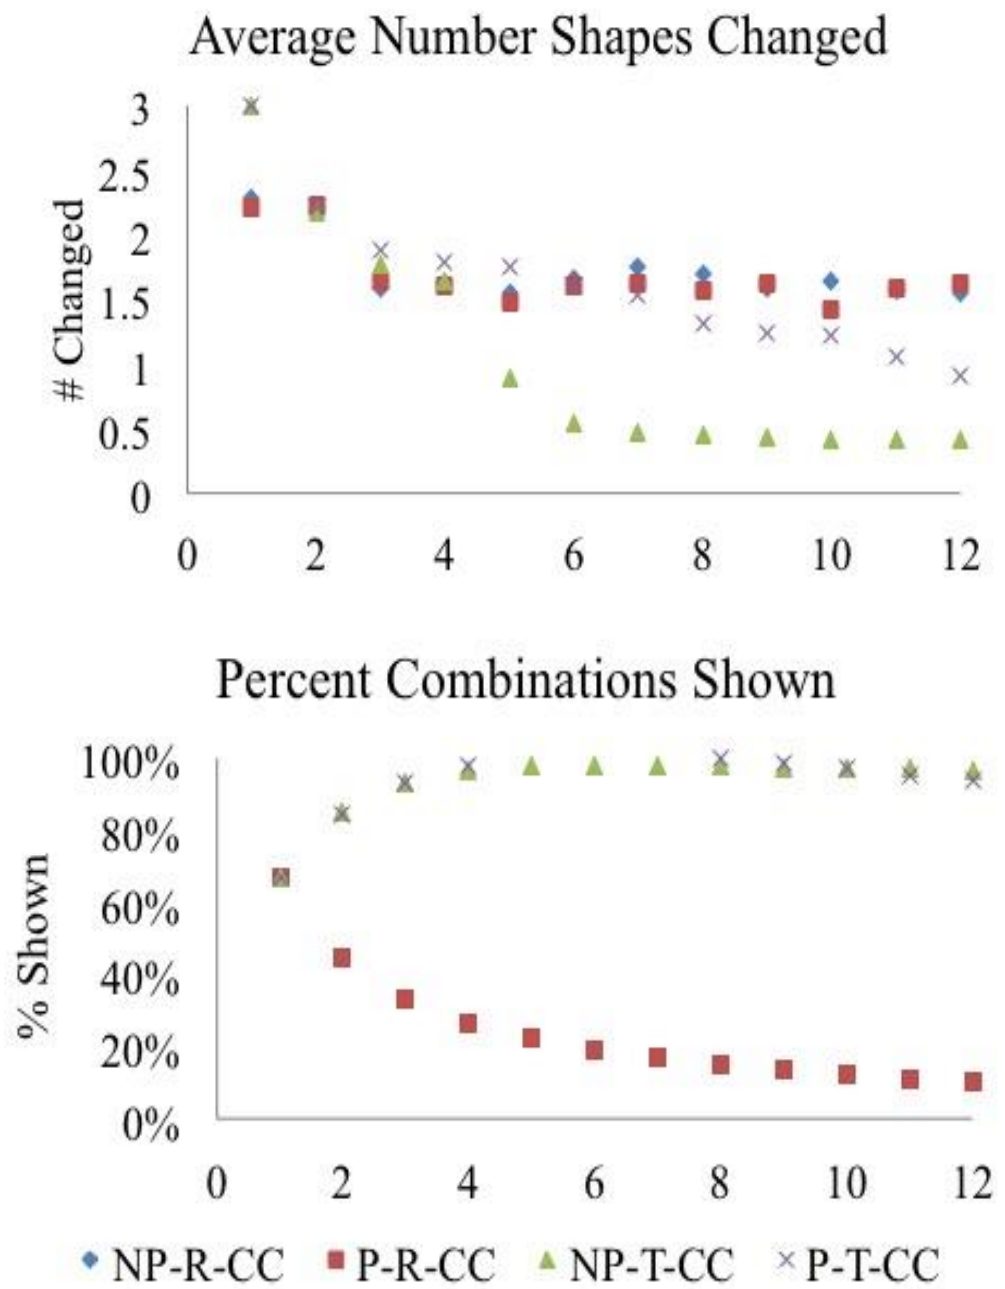 Average Number Shapes Changed
3
2.5
2
1.5
1
0.5
0
# Changed
0 2 4 6 8 10 12
Percent Combinations Shown
100%
80%
60%
40%
20%
0%
% Shown
0 2 4 6 8 10 12
NP-R-CC P-R-CC NP-T-CC P-T-CC